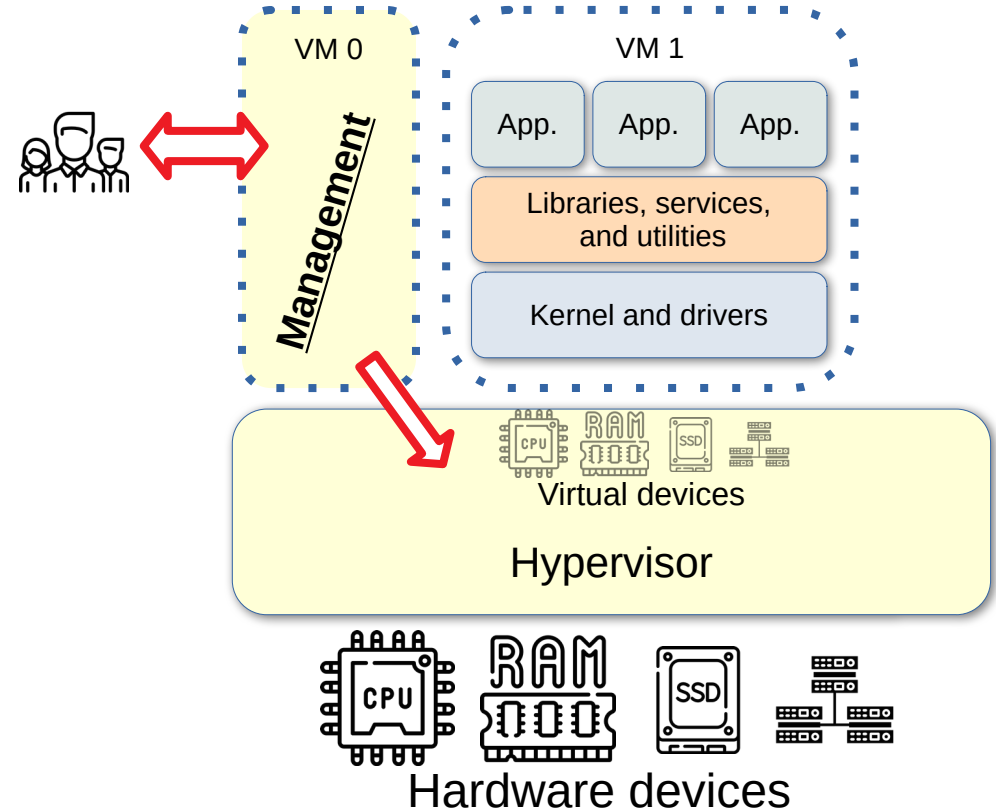 VM 0
VM 1
Management
App.
App.
App.
Libraries, services,
and utilities
Kernel and drivers
CPU
RAM
SSD
Virtual devices
Hypervisor
CPU
RAM
SSD
Hardware devices